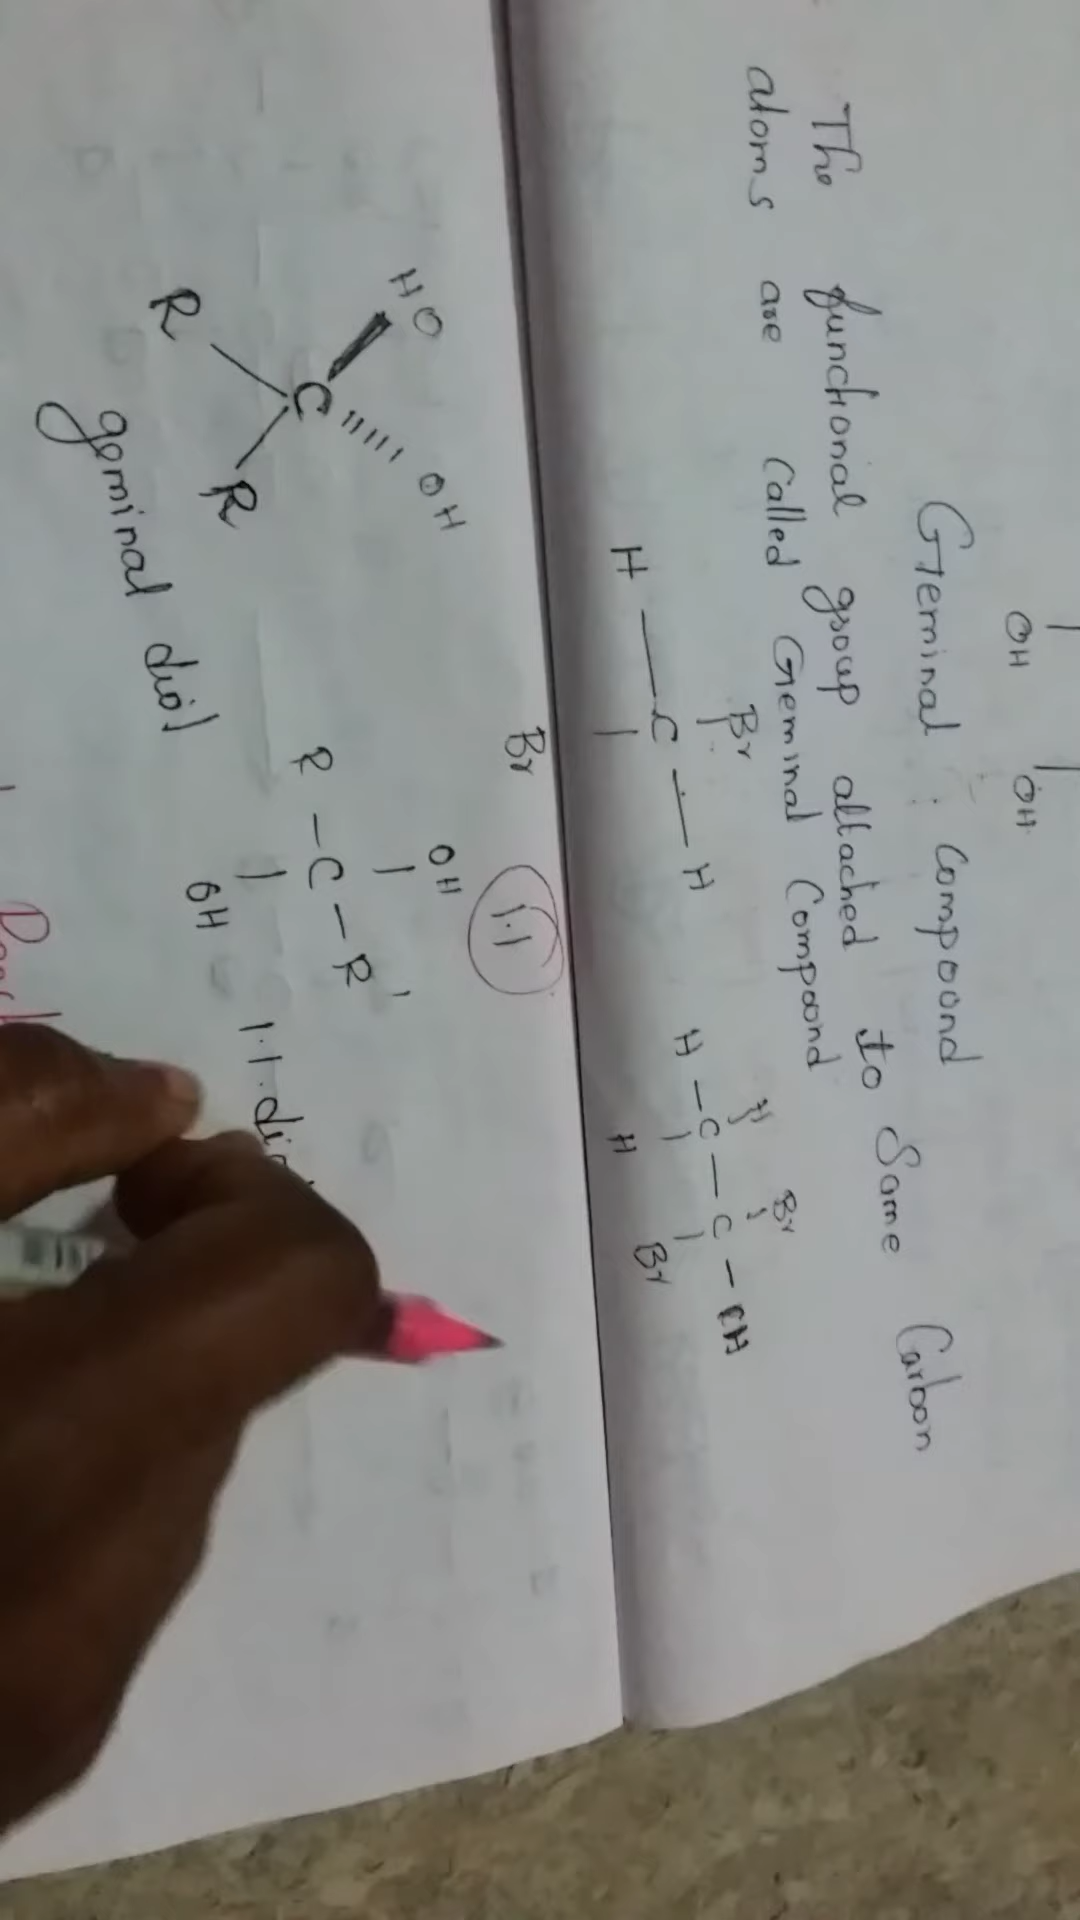 OH OH
Geminal : Compound
The functional group attached to Same Carbon
atoms are called Geminal Compound
Br
H — C — H
Br
H Br
H — C — C — CH
H Br
1.1
HO OH
C
R R
geminal diol
OH
R — C — R'
OH
1.1.